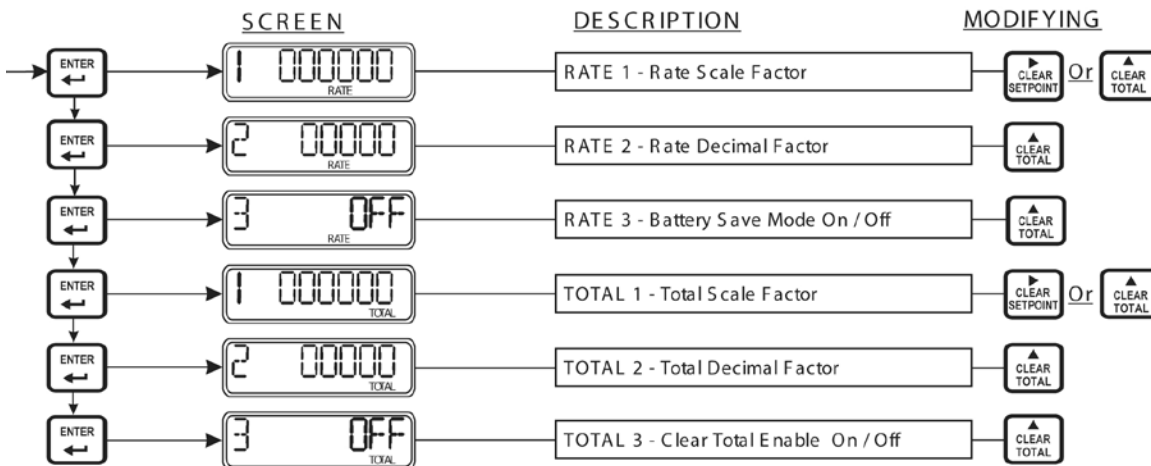 SCREEN DESCRIPTION MODIFYING
ENTER 1 000000 RATE RATE 1 - Rate Scale Factor CLEAR SETPOINT Or CLEAR TOTAL
ENTER 2 00000 RATE RATE 2 - Rate Decimal Factor CLEAR TOTAL
ENTER 3 OFF RATE RATE 3 - Battery Save Mode On / Off CLEAR TOTAL
ENTER 1 000000 TOTAL TOTAL 1 - Total Scale Factor CLEAR SETPOINT Or CLEAR TOTAL
ENTER 2 00000 TOTAL TOTAL 2 - Total Decimal Factor CLEAR TOTAL
ENTER 3 OFF TOTAL TOTAL 3 - Clear Total Enable On / Off CLEAR TOTAL